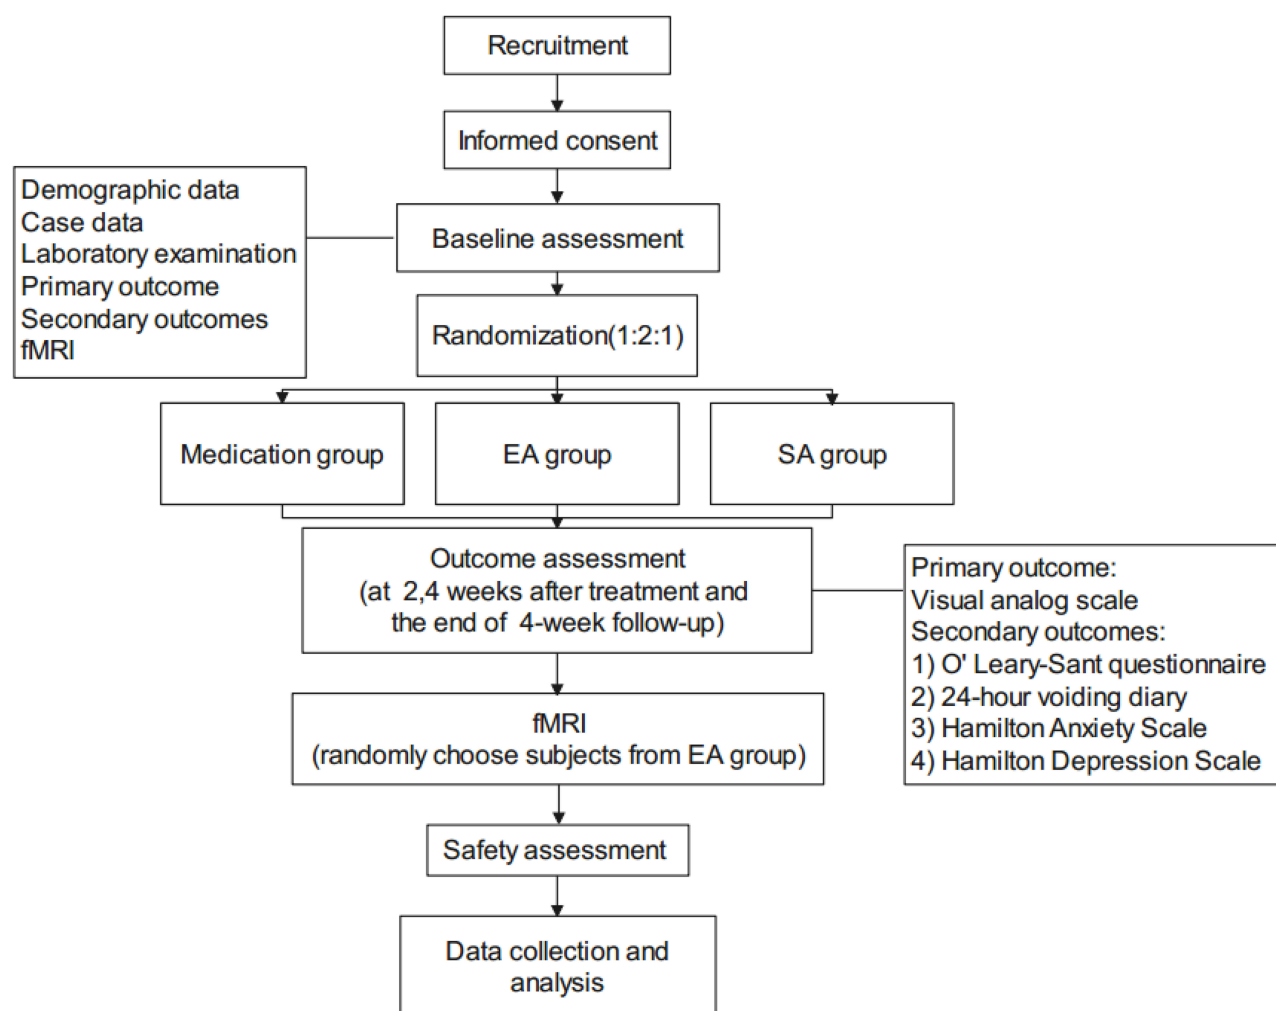 Recruitment
Informed consent
Demographic data
Case data
Laboratory examination
Primary outcome
Secondary outcomes
fMRI
Baseline assessment
Randomization(1:2:1)
Medication group
EA group
SA group
Outcome assessment
(at 2,4 weeks after treatment and
the end of 4-week follow-up)
Primary outcome:
Visual analog scale
Secondary outcomes:
1) O' Leary-Sant questionnaire
2) 24-hour voiding diary
3) Hamilton Anxiety Scale
4) Hamilton Depression Scale
fMRI
(randomly choose subjects from EA group)
Safety assessment
Data collection and
analysis